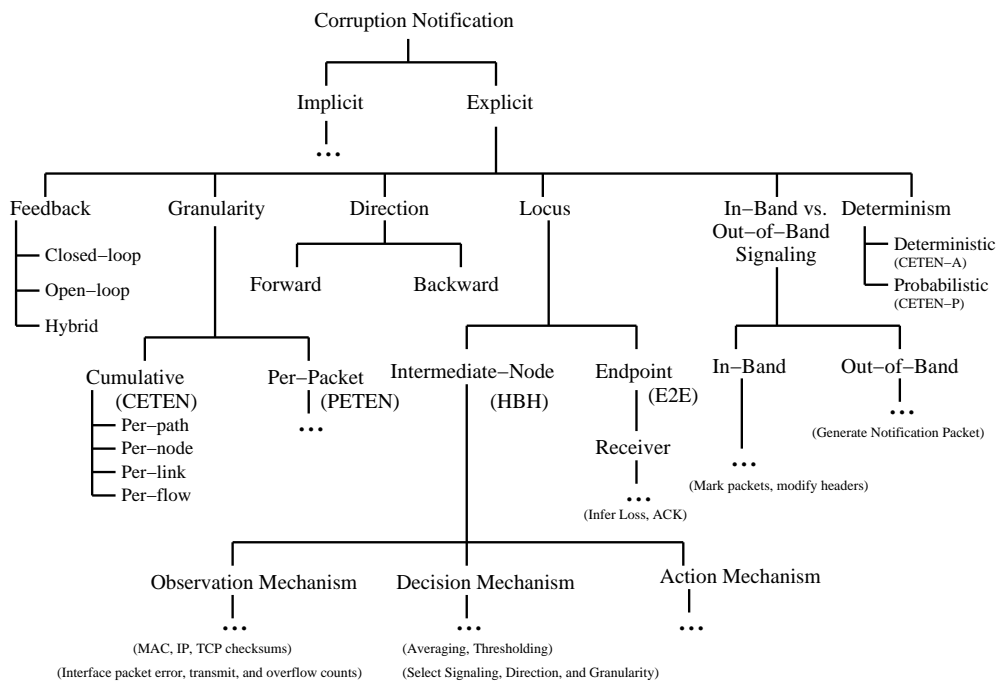 Corruption Notification
Implicit
Explicit
...
Feedback
Granularity
Direction
Locus
In−Band vs.
Out−of−Band
Signaling
Determinism
Closed−loop
Open−loop
Hybrid
Forward
Backward
Deterministic
(CETEN−A)
Probabilistic
(CETEN−P)
Cumulative
(CETEN)
Per−path
Per−node
Per−link
Per−flow
Per−Packet
(PETEN)
...
Intermediate−Node
(HBH)
Endpoint
(E2E)
Receiver
...
(Infer Loss, ACK)
In−Band
...
(Mark packets, modify headers)
Out−of−Band
...
(Generate Notification Packet)
Observation Mechanism
...
(MAC, IP, TCP checksums)
(Interface packet error, transmit, and overflow counts)
Decision Mechanism
...
(Averaging, Thresholding)
(Select Signaling, Direction, and Granularity)
Action Mechanism
...